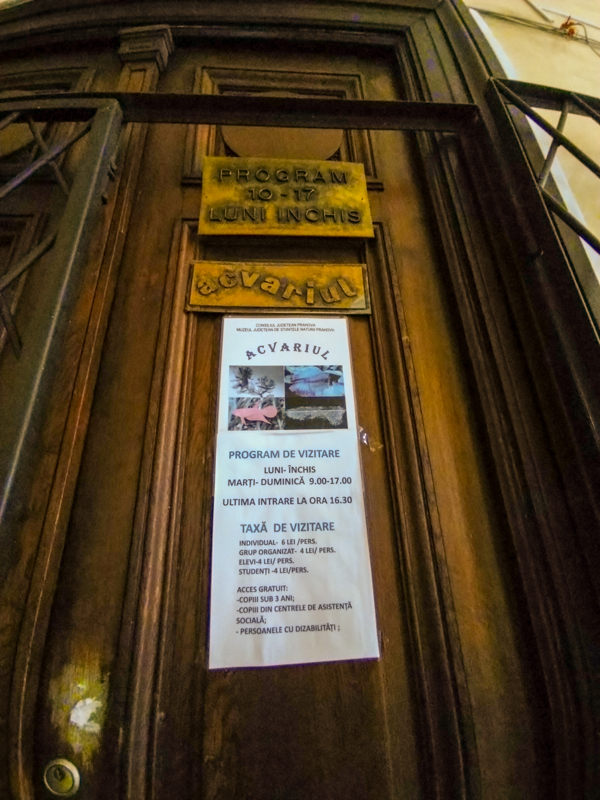 PROGRAM
10-17
LUNI INCHIS
acvariul
CONSILIUL JUDETEAN PRAHOVA
MUZEUL JUDETEAN DE STIINTELE NATURII PRAHOVA
ACVARIUL
PROGRAM DE VIZITARE
LUNI- ÎNCHIS
MARȚI- DUMINICĂ 9.00-17.00
ULTIMA INTRARE LA ORA 16.30
TAXĂ DE VIZITARE
INDIVIDUAL- 6 LEI /PERS.
GRUP ORGANIZAT- 4 LEI/ PERS.
ELEVI-4 LEI/ PERS.
STUDENȚI -4 LEI/PERS.
ACCES GRATUIT:
-COPIII SUB 3 ANI;
-COPIII DIN CENTRELE DE ASISTENȚĂ
SOCIALĂ;
- PERSOANELE CU DIZABILITĂȚI ;